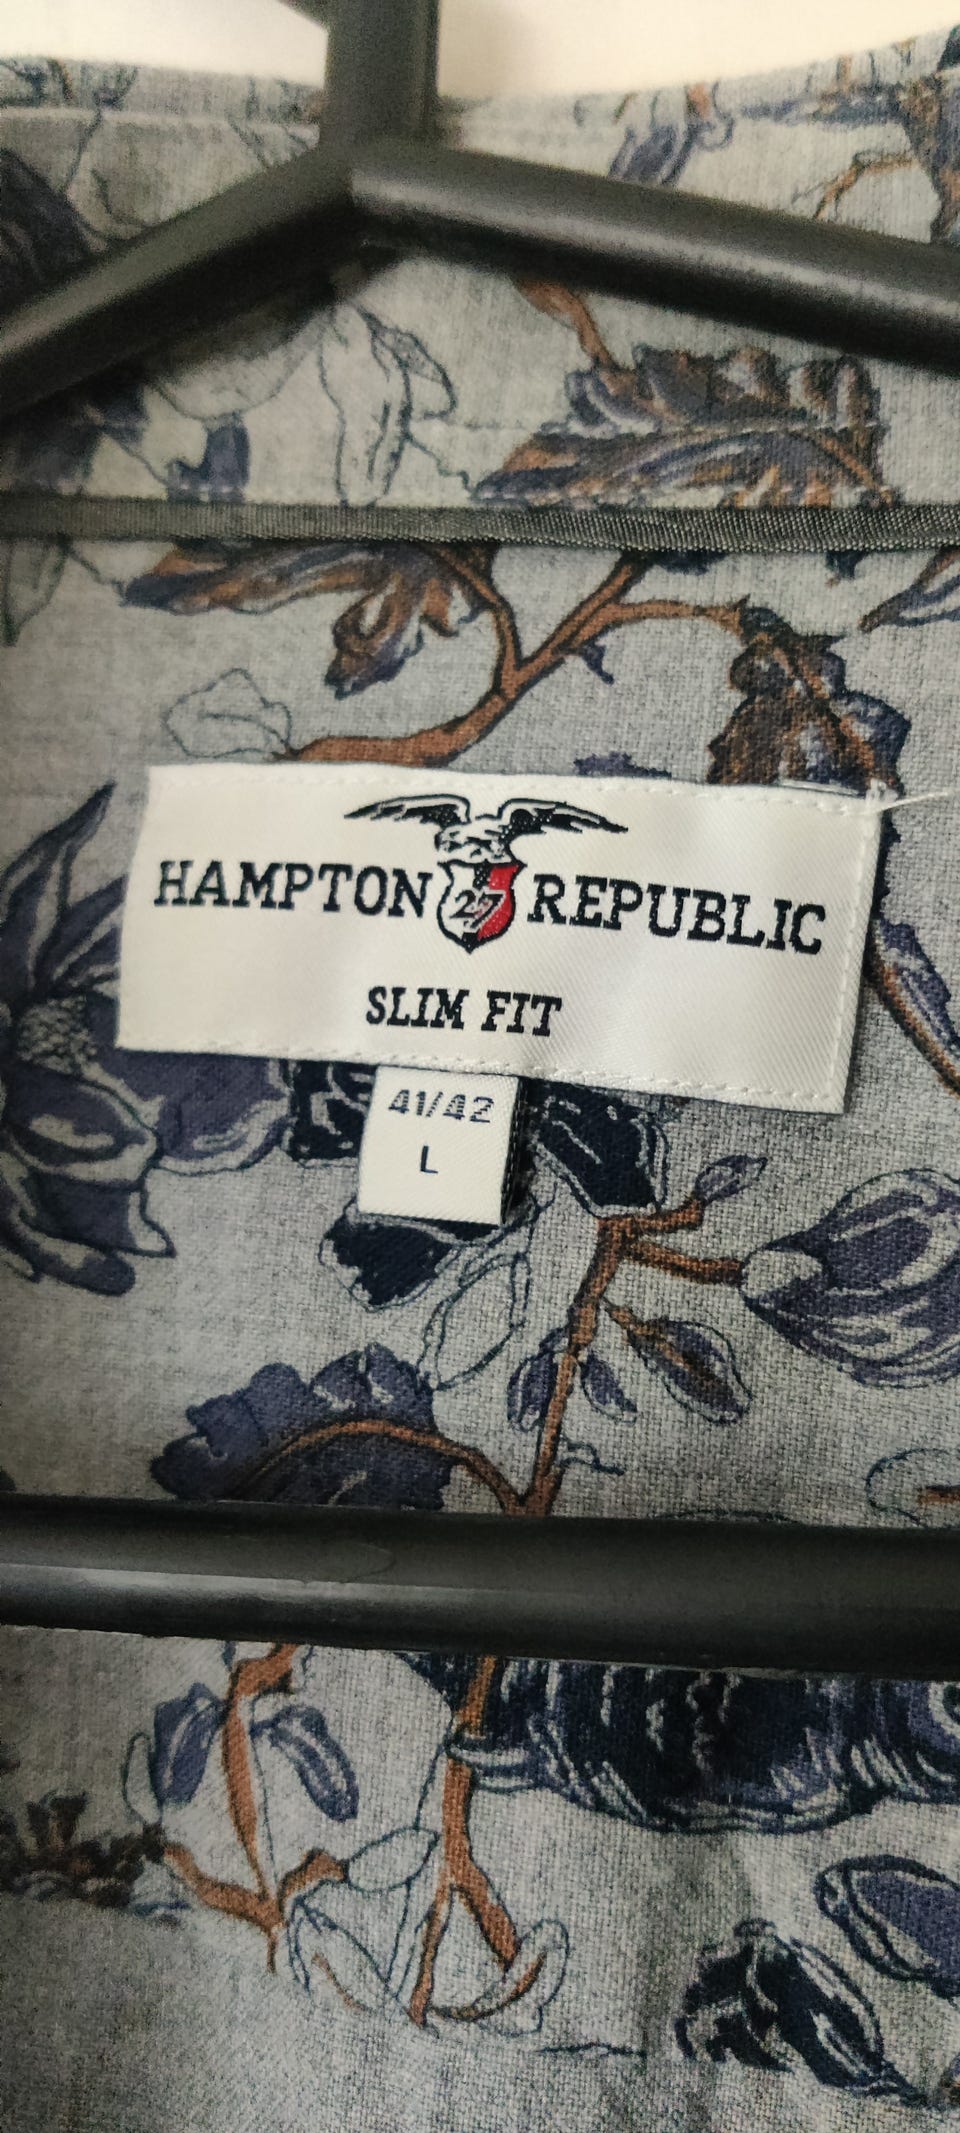 HAMPTON 27 REPUBLIC
SLIM FIT
41/42
L